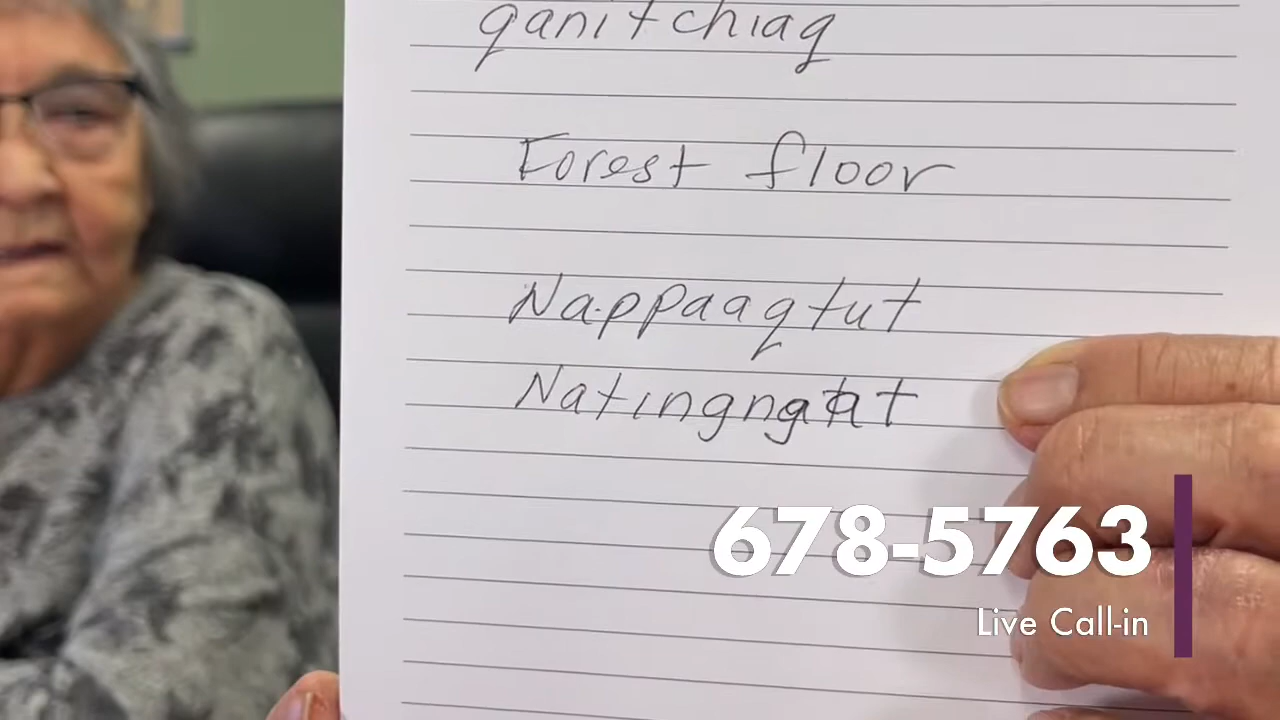 qanitchiaq
Forest floor
Nappaaqtut
Natingngat
678-5763
Live Call-in